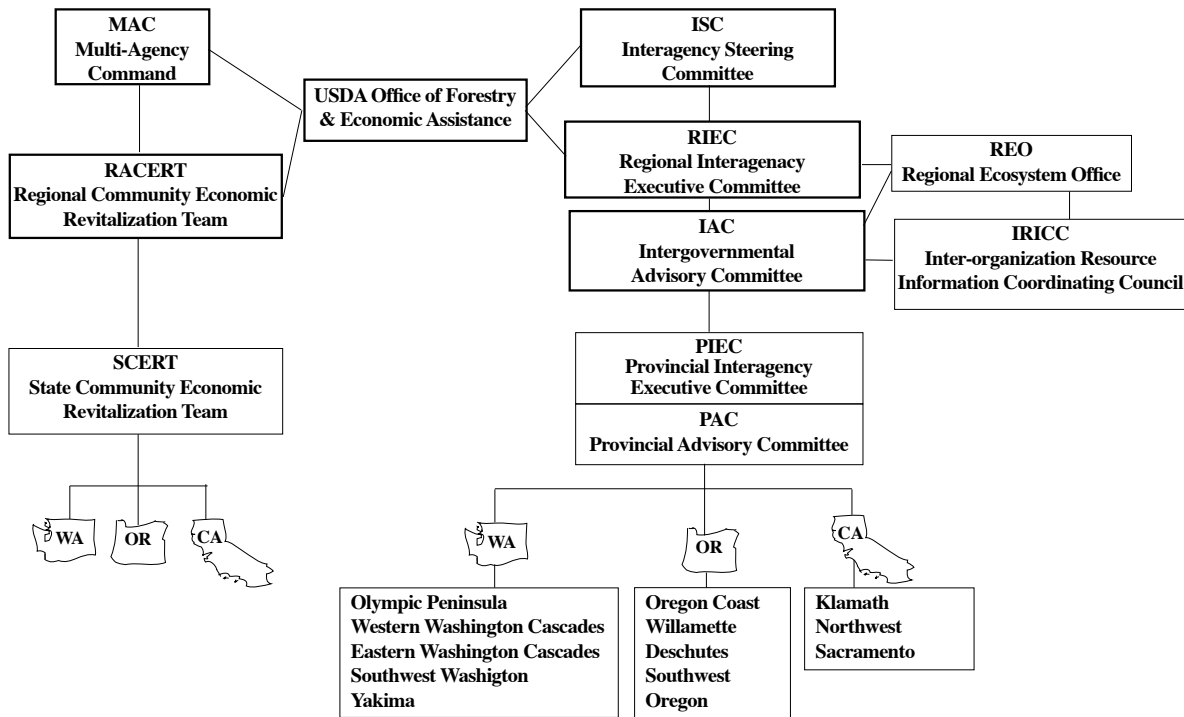 MAC
Multi-Agency
Command
ISC
Interagency Steering
Committee
USDA Office of Forestry
& Economic Assistance
RACERT
Regional Community Economic
Revitalization Team
RIEC
Regional Interagenacy
Executive Committee
REO
Regional Ecosystem Office
IAC
Intergovernmental
Advisory Committee
IRICC
Inter-organization Resource
Information Coordinating Council
SCERT
State Community Economic
Revitalization Team
PIEC
Provincial Interagency
Executive Committee
PAC
Provincial Advisory Committee
WA
OR
CA
WA
OR
CA
Olympic Peninsula
Western Washington Cascades
Eastern Washington Cascades
Southwest Washigton
Yakima
Oregon Coast
Willamette
Deschutes
Southwest
Oregon
Klamath
Northwest
Sacramento